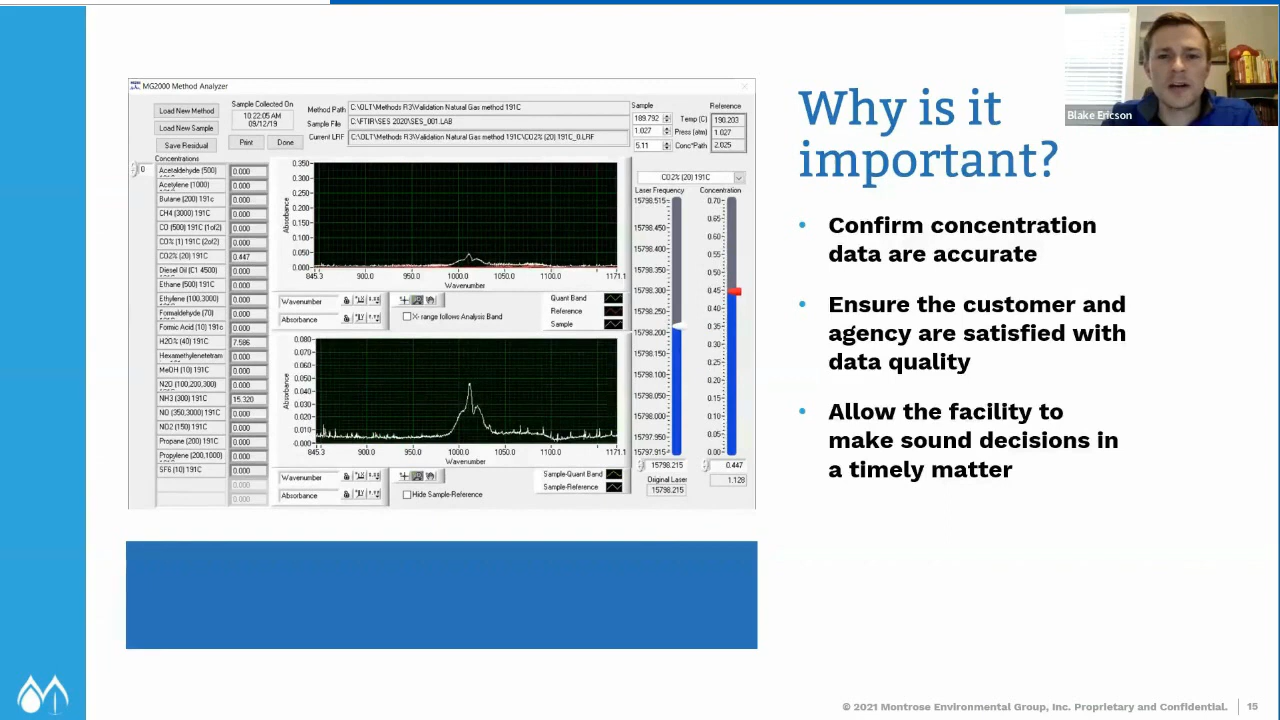 MG2000 Method Analyzer
Load New Method
Load New Sample
Save Residual
Sample Collected On
10:22:05 AM
09/12/19
Print
Done
Method Path
C:\OLT\Methods R3\Validation Natural Gas method 191C
Sample File
C:\FTIR\SES 2020\SES_001.LAB
Current LRF
C:\OLT\Methods R3\Validation Natural Gas method 191C\CO2% (20) 191C_0.LRF
Sample
189.792
1.027
5.11
Temp (C)
Press (atm)
Conc*Path
Reference
190.203
1.027
2.025
Concentrations
0
Acetaldehyde (500) 0.000
Acetylene (1000) 0.000
Butane (200) 191c 0.000
CH4 (3000) 191C 0.000
CO (500) 191C (1of2) 0.000
CO% (1) 191C (2of2) 0.000
CO2% (20) 191C 0.447
Diesel Oil (C1 4500) 0.000
Ethane (500) 191C 0.000
Ethylene (100,3000) 0.000
Formaldehyde (70) 0.000
Formic Acid (10) 191c 0.000
H2O% (40) 191C 7.586
Hexamethylenetetram 0.000
MeOH (10) 191C 0.000
N2O (100,200,300) 0.000
NH3 (300) 191C 15.320
NO (350,3000) 191C 0.000
NO2 (150) 191C 0.000
Propane (200) 191C 0.000
Propylene (200,1000) 0.000
SF6 (10) 191C 0.000
0.000
0.000
Absorbance
0.350
0.300
0.250
0.200
0.150
0.100
0.050
0.000
845.3 900.0 950.0 1000.0 1050.0 1100.0 1171.1
Wavenumber
Wavenumber
Absorbance
X-range follows Analysis Band
Quant Band
Reference
Sample
Absorbance
0.080
0.070
0.060
0.050
0.040
0.030
0.020
0.010
-0.000
845.3 900.0 950.0 1000.0 1050.0 1100.0 1171.1
Wavenumber
Wavenumber
Absorbance
Hide Sample-Reference
Sample-Quant Band
Sample-Reference
CO2% (20) 191C
Laser Frequency
15798.515
15798.450
15798.400
15798.350
15798.300
15798.250
15798.200
15798.150
15798.100
15798.050
15798.000
15797.950
15797.915
15798.215
Original Laser
15798.215
Concentration
0.70
0.65
0.60
0.55
0.50
0.45
0.40
0.35
0.30
0.25
0.20
0.15
0.10
0.05
0.00
0.447
1.128
Blake Ericson
Why is it
important?
• Confirm concentration
data are accurate
• Ensure the customer and
agency are satisfied with
data quality
• Allow the facility to
make sound decisions in
a timely matter
© 2021 Montrose Environmental Group, Inc. Proprietary and Confidential.
15